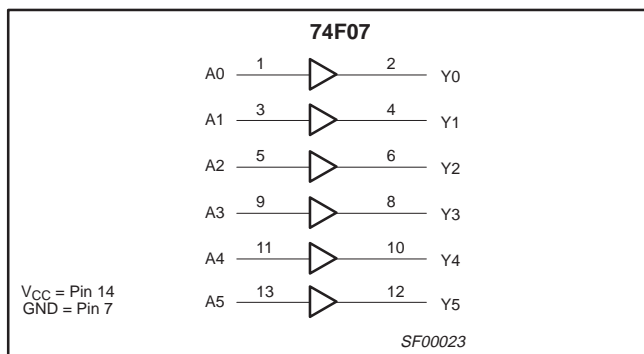 74F07
A0 1 2 Y0
A1 3 4 Y1
A2 5 6 Y2
A3 9 8 Y3
A4 11 10 Y4
A5 13 12 Y5
VCC = Pin 14
GND = Pin 7
SF00023